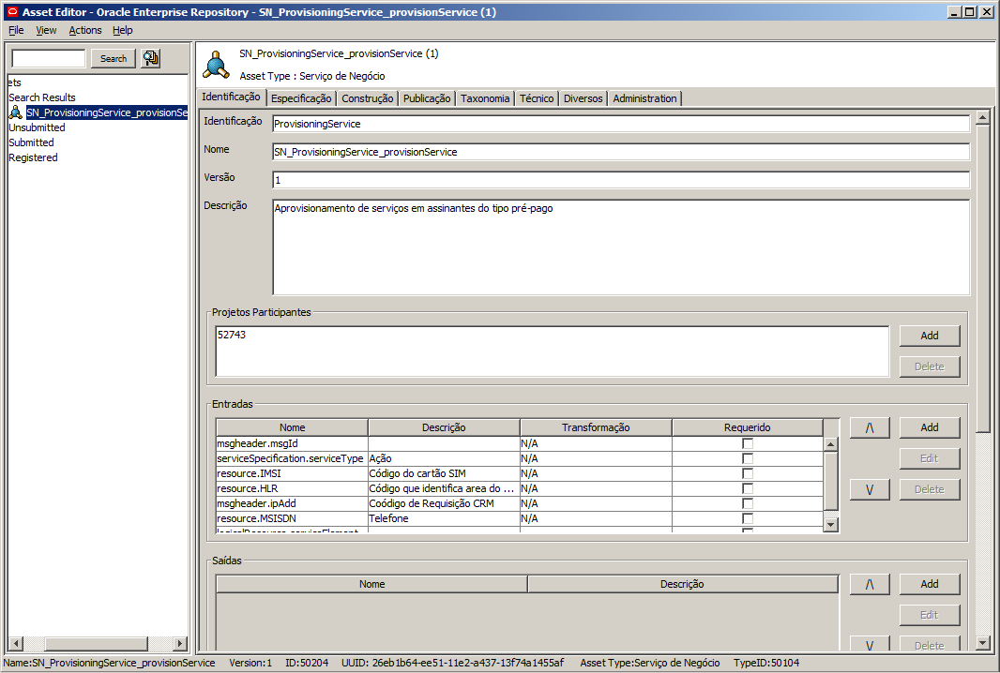 Asset Editor - Oracle Enterprise Repository - SN_ProvisioningService_provisionService (1)
File View Actions Help
Search
ets
Search Results
SN_ProvisioningService_provisionSe
Unsubmitted
Submitted
Registered
SN_ProvisioningService_provisionService (1)
Asset Type : Serviço de Negócio
Identificação Especificação Construção Publicação Taxonomia Técnico Diversos Administration
Identificação ProvisioningService
Nome SN_ProvisioningService_provisionService
Versão 1
Descrição Aprovisionamento de serviços em assinantes do tipo pré-pago
Projetos Participantes
52743
Add
Delete
Entradas
Nome Descrição Transformação Requerido
msgheader.msgId N/A
serviceSpecification.serviceType Ação N/A
resource.IMSI Código do cartão SIM N/A
resource.HLR Código que identifica area do ... N/A
msgheader.ipAdd Coódigo de Requisição CRM N/A
resource.MSISDN Telefone N/A
logicalResource.serviceElement
/\ Add
Edit
\/ Delete
Saídas
Nome Descrição
/\ Add
Edit
\/ Delete
Name:SN_ProvisioningService_provisionService Version:1 ID:50204 UUID: 26eb1b64-ee51-11e2-a437-13f74a1455af Asset Type:Serviço de Negócio TypeID:50104